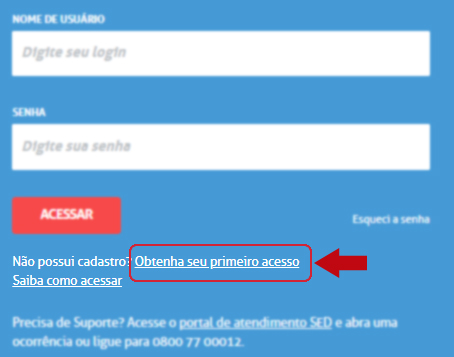 NOME DE USUÁRIO
Digite seu login
SENHA
Digite sua senha
ACESSAR
Esqueci a senha
Não possui cadastro? Obtenha seu primeiro acesso
Saiba como acessar
Precisa de Suporte? Acesse o portal de atendimento SED e abra uma
ocorrência ou ligue para 0800 77 00012.